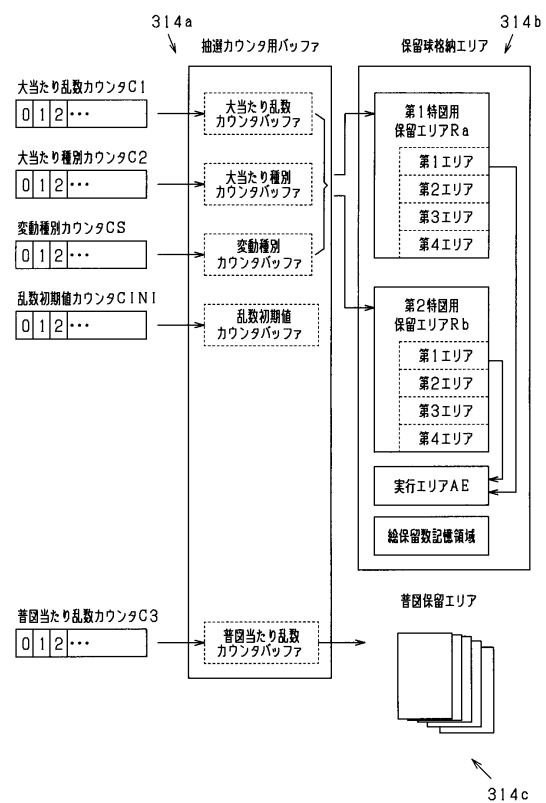 314a
314b
抽選カウンタ用バッファ
保留球格納エリア
大当たり乱数カウンタC1
0 1 2 ･･･
大当たり乱数
カウンタバッファ
第1特図用
保留エリアRa
第1エリア
第2エリア
第3エリア
第4エリア
大当たり種別カウンタC2
0 1 2 ･･･
大当たり種別
カウンタバッファ
変動種別カウンタCS
0 1 2 ･･･
変動種別
カウンタバッファ
乱数初期値カウンタCINI
0 1 2 ･･･
乱数初期値
カウンタバッファ
第2特図用
保留エリアRb
第1エリア
第2エリア
第3エリア
第4エリア
実行エリアAE
総保留数記憶領域
普図当たり乱数カウンタC3
0 1 2 ･･･
普図当たり乱数
カウンタバッファ
普図保留エリア
314c